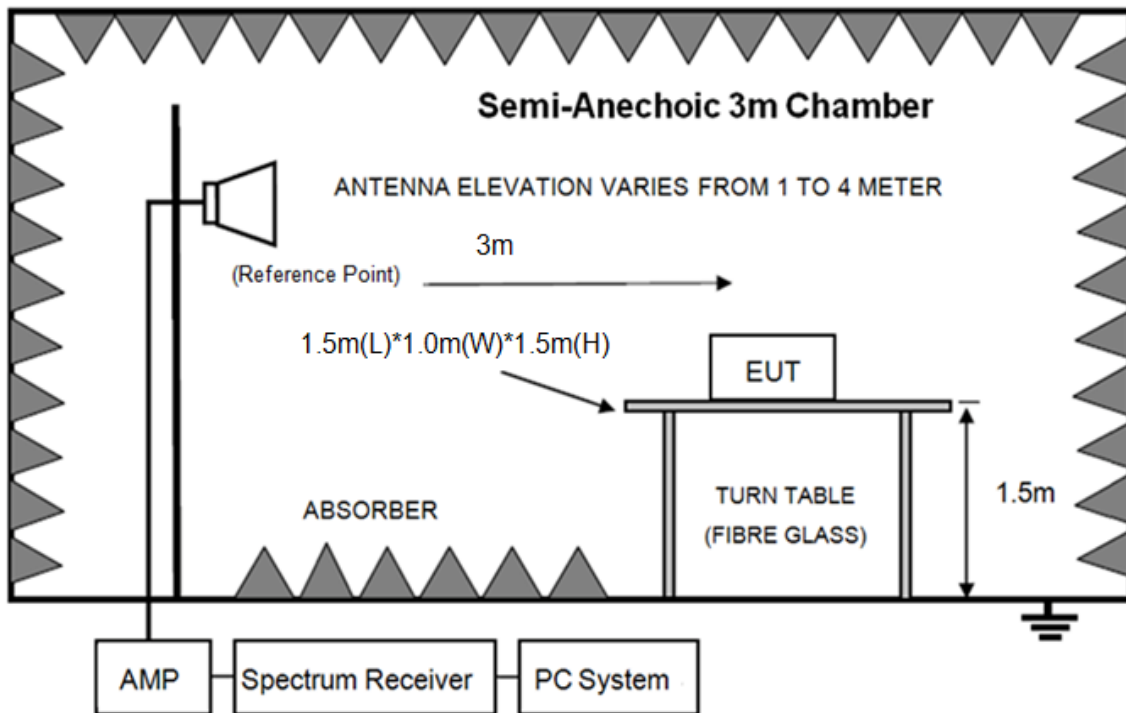 Semi-Anechoic 3m Chamber
ANTENNA ELEVATION VARIES FROM 1 TO 4 METER
3m
(Reference Point)
1.5m(L)*1.0m(W)*1.5m(H)
EUT
ABSORBER
TURN TABLE
(FIBRE GLASS)
1.5m
AMP
Spectrum Receiver
PC System